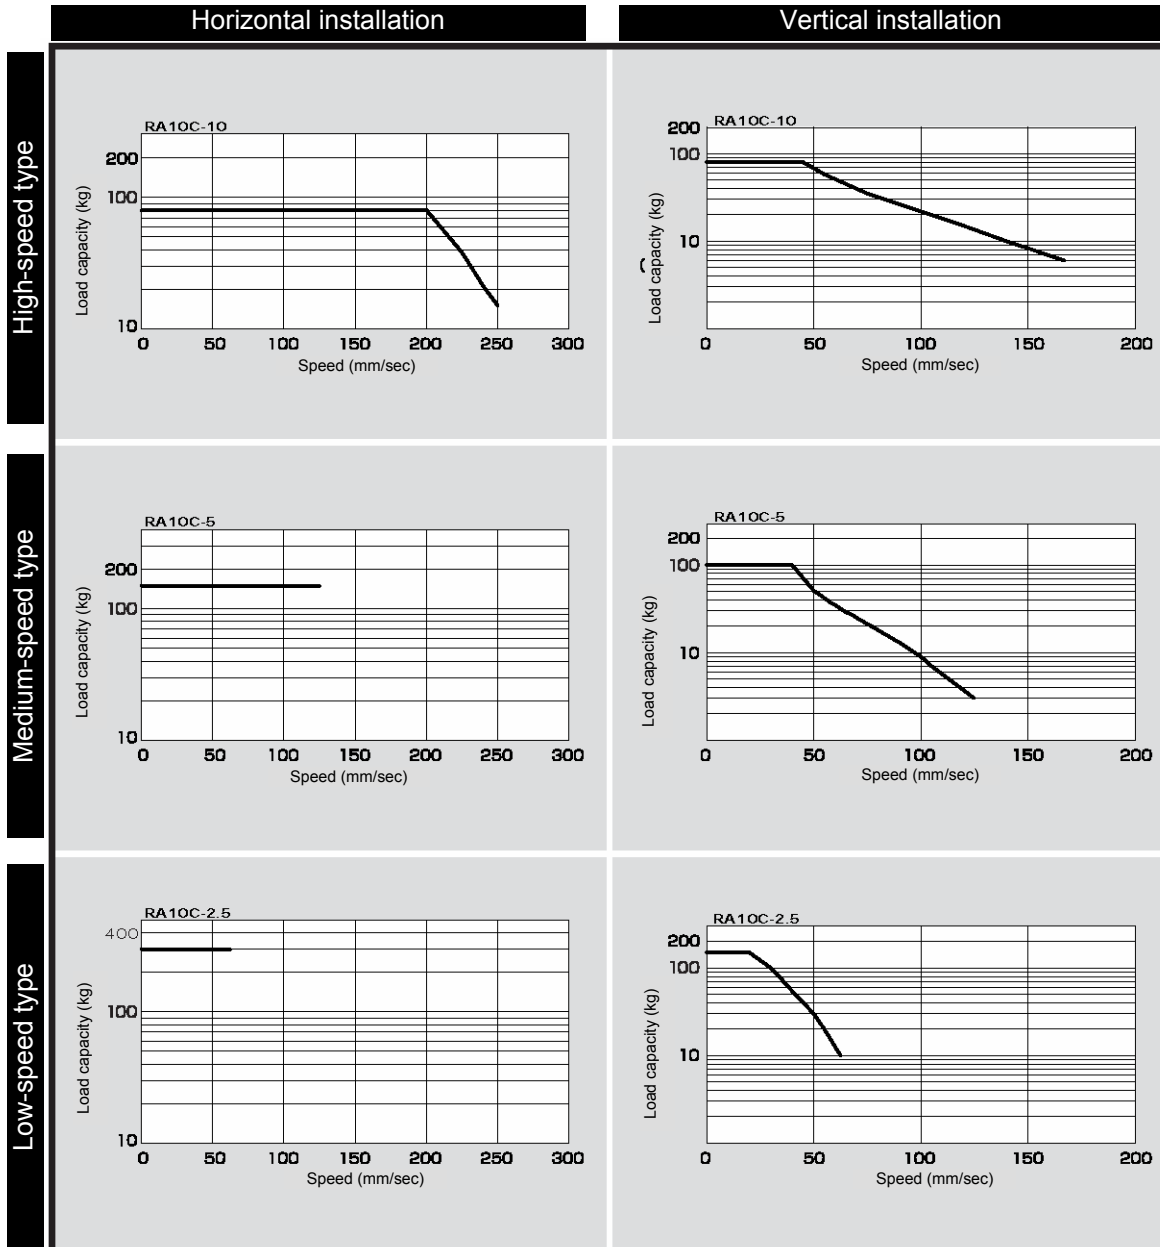 Horizontal installation
Vertical installation
High-speed type
RA10C-10
200
100
10
Load capacity (kg)
0 50 100 150 200 250 300
Speed (mm/sec)
RA10C-10
200
100
10
Load capacity (kg)
0 50 100 150 200
Speed (mm/sec)
Medium-speed type
RA10C-5
200
100
10
Load capacity (kg)
0 50 100 150 200 250 300
Speed (mm/sec)
RA10C-5
200
100
10
Load capacity (kg)
0 50 100 150 200
Speed (mm/sec)
Low-speed type
RA10C-2.5
400
100
10
Load capacity (kg)
0 50 100 150 200 250 300
Speed (mm/sec)
RA10C-2.5
200
100
10
Load capacity (kg)
0 50 100 150 200
Speed (mm/sec)